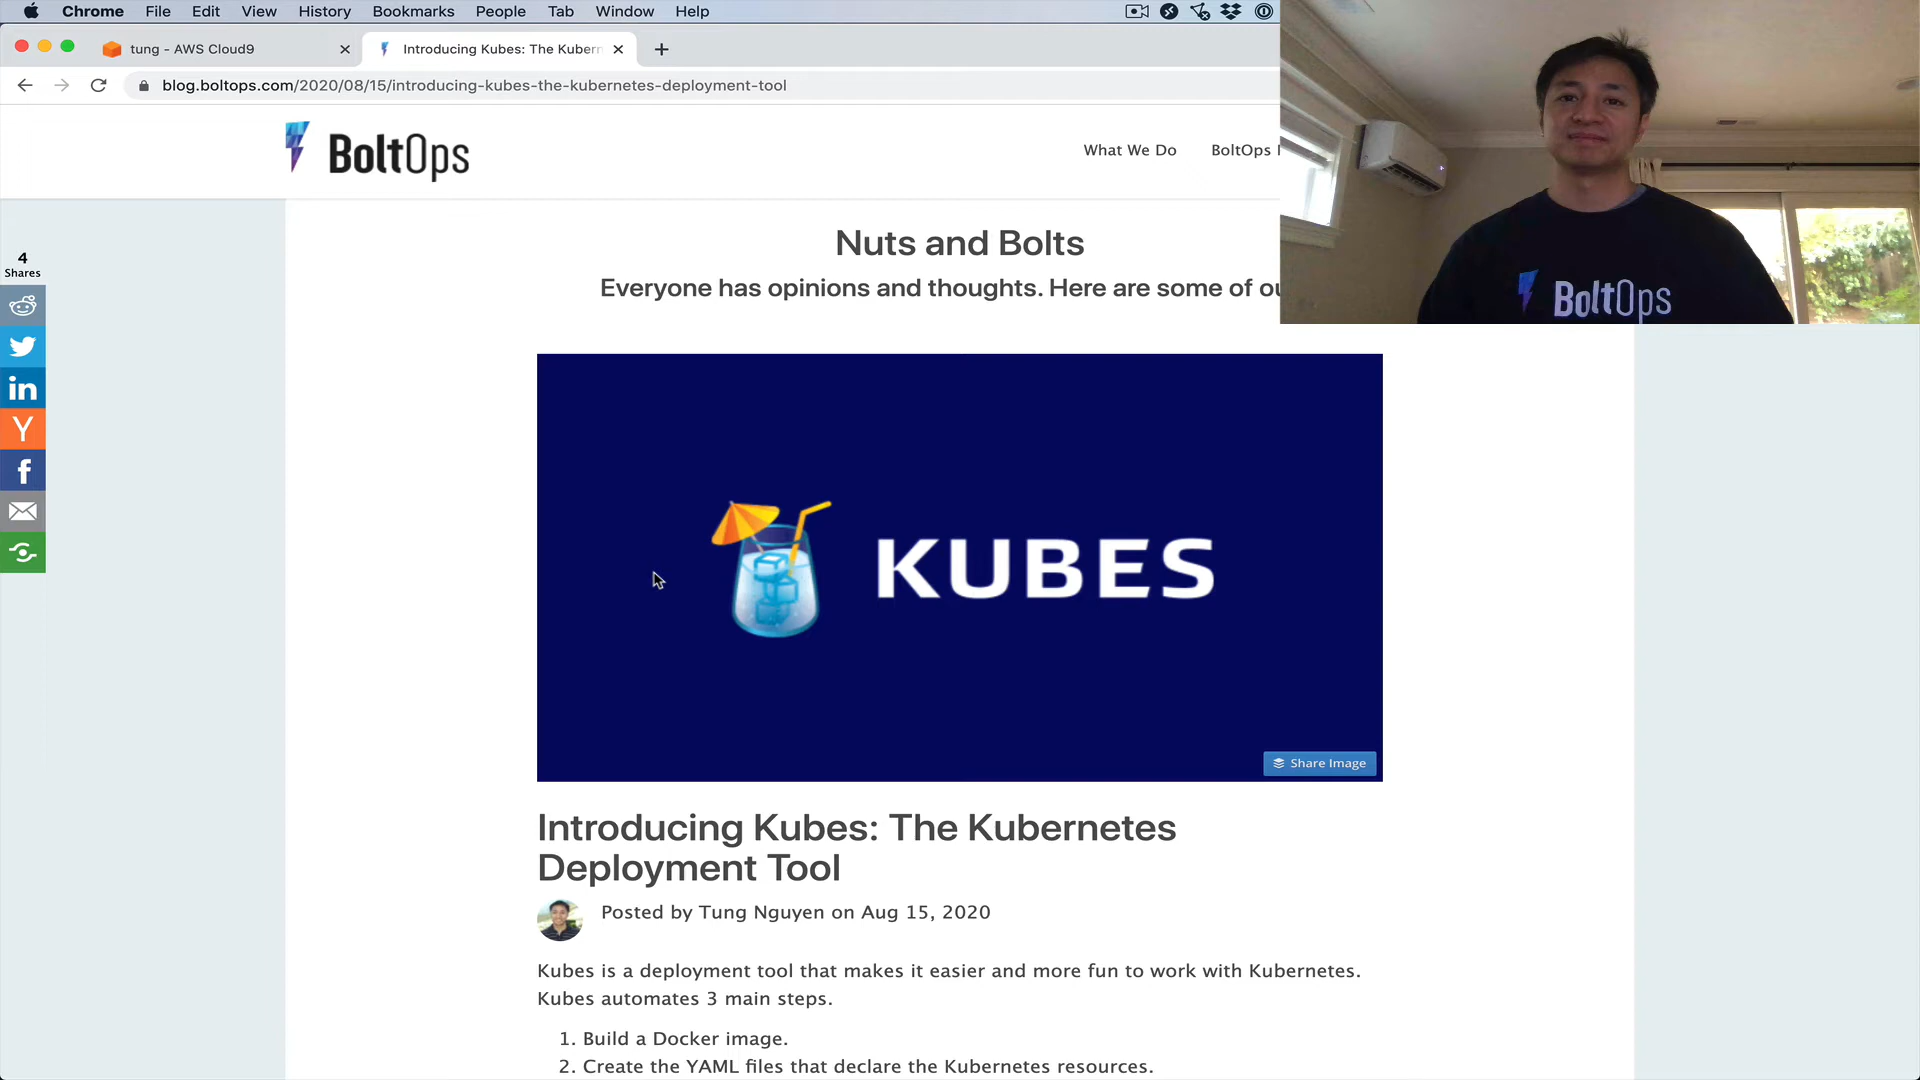 Chrome File Edit View History Bookmarks People Tab Window Help
tung - AWS Cloud9
Introducing Kubes: The Kubern
blog.boltops.com/2020/08/15/introducing-kubes-the-kubernetes-deployment-tool
BoltOps
What We Do
BoltOps
BoltOps
Nuts and Bolts
Everyone has opinions and thoughts. Here are some of ou
4
Shares
in
Y
f
KUBES
Share Image
Introducing Kubes: The Kubernetes
Deployment Tool
Posted by Tung Nguyen on Aug 15, 2020
Kubes is a deployment tool that makes it easier and more fun to work with Kubernetes.
Kubes automates 3 main steps.
1. Build a Docker image.
2. Create the YAML files that declare the Kubernetes resources.